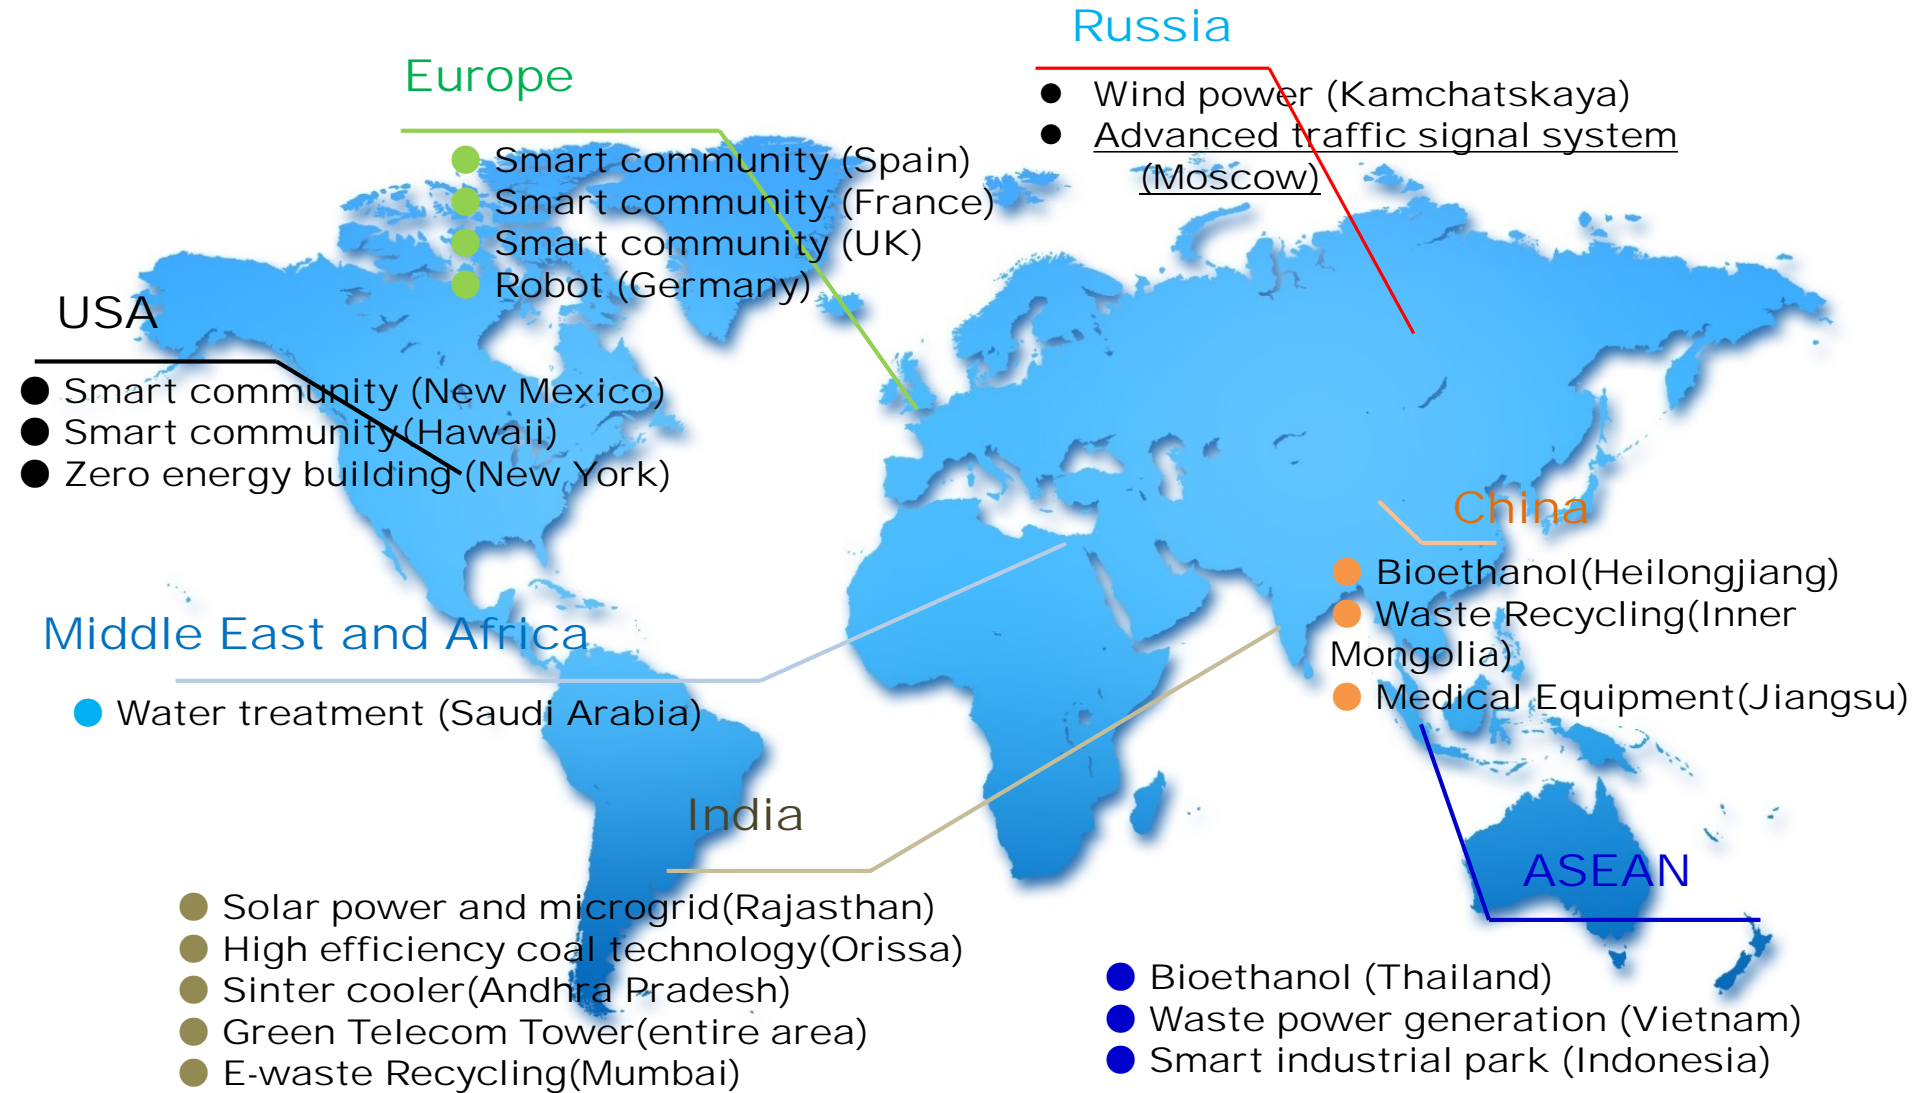 Russia
● Wind power (Kamchatskaya)
● Advanced traffic signal system
(Moscow)
Europe
● Smart community (Spain)
● Smart community (France)
● Smart community (UK)
● Robot (Germany)
USA
● Smart community (New Mexico)
● Smart community(Hawaii)
● Zero energy building (New York)
China
● Bioethanol(Heilongjiang)
● Waste Recycling(Inner
Mongolia)
● Medical Equipment(Jiangsu)
Middle East and Africa
● Water treatment (Saudi Arabia)
India
● Solar power and microgrid(Rajasthan)
● High efficiency coal technology(Orissa)
● Sinter cooler(Andhra Pradesh)
● Green Telecom Tower(entire area)
● E-waste Recycling(Mumbai)
ASEAN
● Bioethanol (Thailand)
● Waste power generation (Vietnam)
● Smart industrial park (Indonesia)